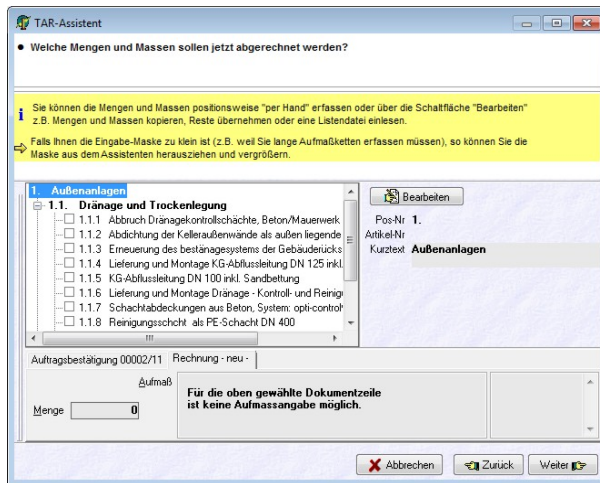 TAR-Assistent
Welche Mengen und Massen sollen jetzt abgerechnet werden?
Sie können die Mengen und Massen positionsweise "per Hand" erfassen oder über die Schaltfläche "Bearbeiten"
z.B. Mengen und Massen kopieren, Reste übernehmen oder eine Listendatei einlesen.
Falls Ihnen die Eingabe-Maske zu klein ist (z.B. weil Sie lange Aufmaßketten erfassen müssen), so können Sie die
Maske aus dem Assistenten herausziehen und vergrößern.
1. Außenanlagen
1.1. Dränage und Trockenlegung
1.1.1 Abbruch Dränagekontrollschächte, Beton/Mauerwerk
1.1.2 Abdichtung der Kelleraußenwände als außen liegende
1.1.3 Erneuerung des bestänagesystems der Gebäuderücks
1.1.4 Lieferung und Montage KG-Abflussleitung DN 125 inkl.
1.1.5 KG-Abflussleitung DN 100 inkl. Sandbettung
1.1.6 Lieferung und Montage Dränage - Kontroll- und Reinig
1.1.7 Schachtabdeckungen aus Beton, System: opti-control
1.1.8 Reinigungsschcht als PE-Schacht DN 400
Bearbeiten
Pos-Nr 1.
Artikel-Nr
Kurztext Außenanlagen
Auftragsbestätigung 00002/11 Rechnung - neu -
Aufmaß
Menge 0
Für die oben gewählte Dokumentzeile
ist keine Aufmassangabe möglich.
Abbrechen Zurück Weiter